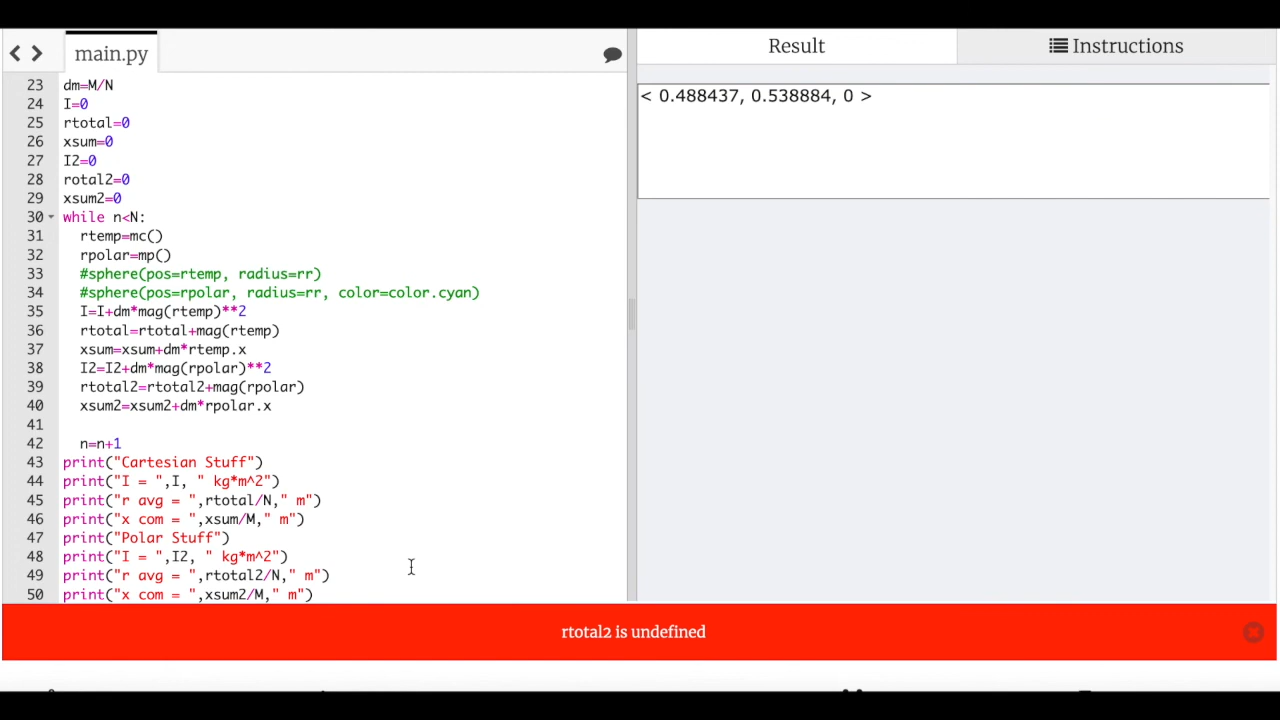 main.py
Result
Instructions
23 dm=M/N
24 I=0
25 rtotal=0
26 xsum=0
27 I2=0
28 rotal2=0
29 xsum2=0
30 while n<N:
31 rtemp=mc()
32 rpolar=mp()
33 #sphere(pos=rtemp, radius=rr)
34 #sphere(pos=rpolar, radius=rr, color=color.cyan)
35 I=I+dm*mag(rtemp)**2
36 rtotal=rtotal+mag(rtemp)
37 xsum=xsum+dm*rtemp.x
38 I2=I2+dm*mag(rpolar)**2
39 rtotal2=rtotal2+mag(rpolar)
40 xsum2=xsum2+dm*rpolar.x
41
42 n=n+1
43 print("Cartesian Stuff")
44 print("I = ",I, " kg*m^2")
45 print("r avg = ",rtotal/N," m")
46 print("x com = ",xsum/M," m")
47 print("Polar Stuff")
48 print("I = ",I2, " kg*m^2")
49 print("r avg = ",rtotal2/N," m")
50 print("x com = ",xsum2/M," m")
< 0.488437, 0.538884, 0 >
rtotal2 is undefined